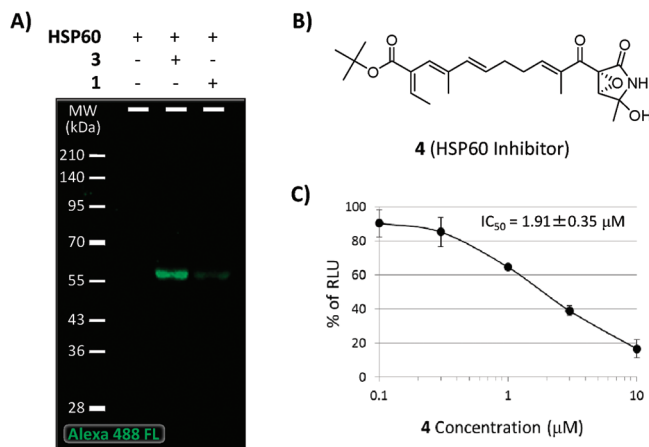 A)
HSP60 + + +
3 - + -
1 - - +
MW
(kDa)
210
140
95
70
55
43
36
28
Alexa 488 FL
B)
O
O
O
O
O
NH
OH
4 (HSP60 Inhibitor)
C)
IC50 = 1.91±0.35 μM
% of RLU
100
80
60
40
20
0
0.1 1 10
4 Concentration (μM)